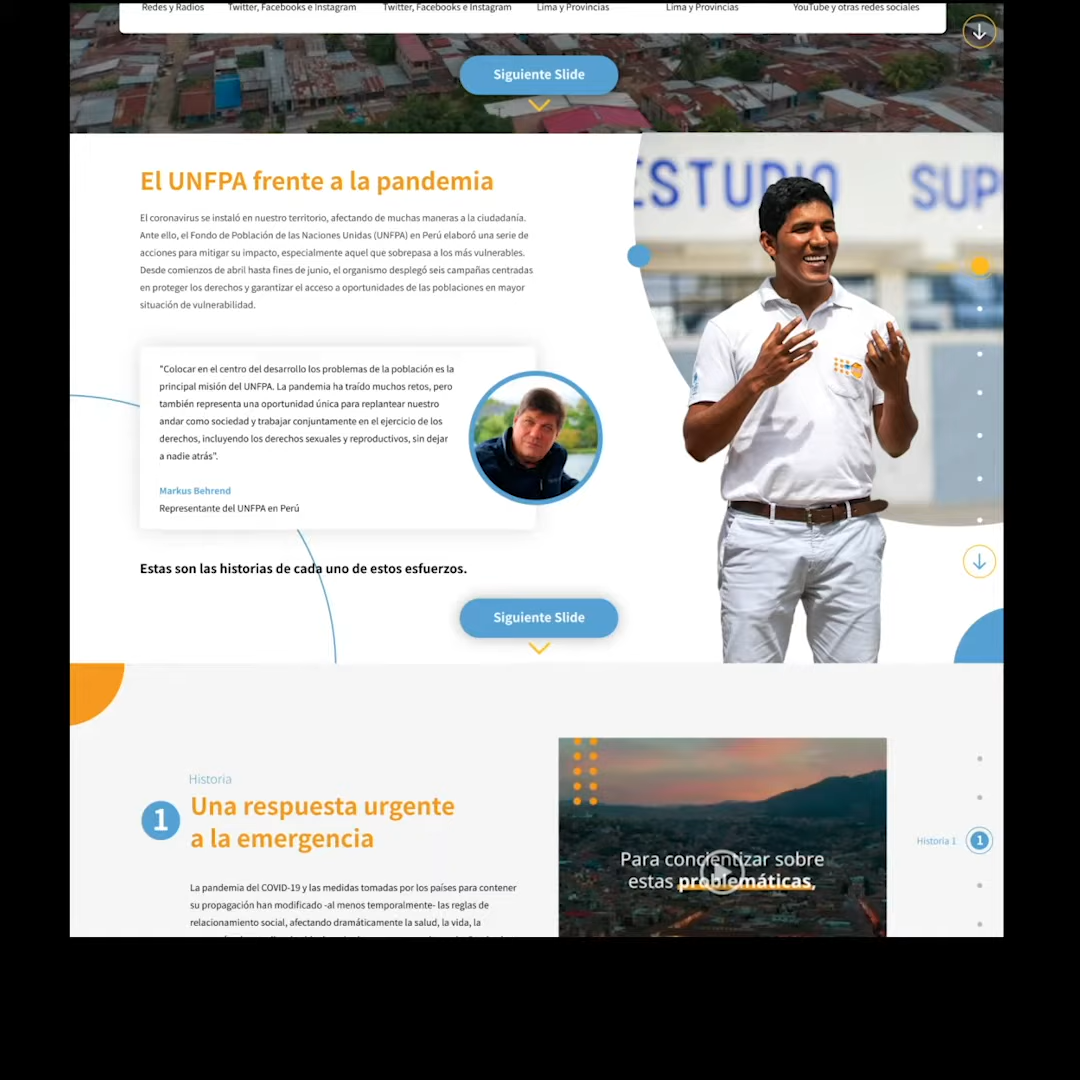 Redes y Radios
Twitter, Facebooks e Instagram
Twitter, Facebooks e Instagram
Lima y Provincias
Lima y Provincias
YouTube y otras redes sociales
Siguiente Slide
El UNFPA frente a la pandemia
El coronavirus se instaló en nuestro territorio, afectando de muchas maneras a la ciudadanía.
Ante ello, el Fondo de Población de las Naciones Unidas (UNFPA) en Perú elaboró una serie de
acciones para mitigar su impacto, especialmente aquel que sobrepasa a los más vulnerables.
Desde comienzos de abril hasta fines de junio, el organismo desplegó seis campañas centradas
en proteger los derechos y garantizar el acceso a oportunidades de las poblaciones en mayor
situación de vulnerabilidad.
ESTUDIO SUP
"Colocar en el centro del desarrollo los problemas de la población es la
principal misión del UNFPA. La pandemia ha traído muchos retos, pero
también representa una oportunidad única para replantear nuestro
andar como sociedad y trabajar conjuntamente en el ejercicio de los
derechos, incluyendo los derechos sexuales y reproductivos, sin dejar
a nadie atrás".
Markus Behrend
Representante del UNFPA en Perú
Estas son las historias de cada uno de estos esfuerzos.
Siguiente Slide
Historia
1
Una respuesta urgente
a la emergencia
La pandemia del COVID-19 y las medidas tomadas por los países para contener
su propagación han modificado -al menos temporalmente- las reglas de
relacionamiento social, afectando dramáticamente la salud, la vida, la
Para concientizar sobre
estas problemáticas,
Historia 1
1